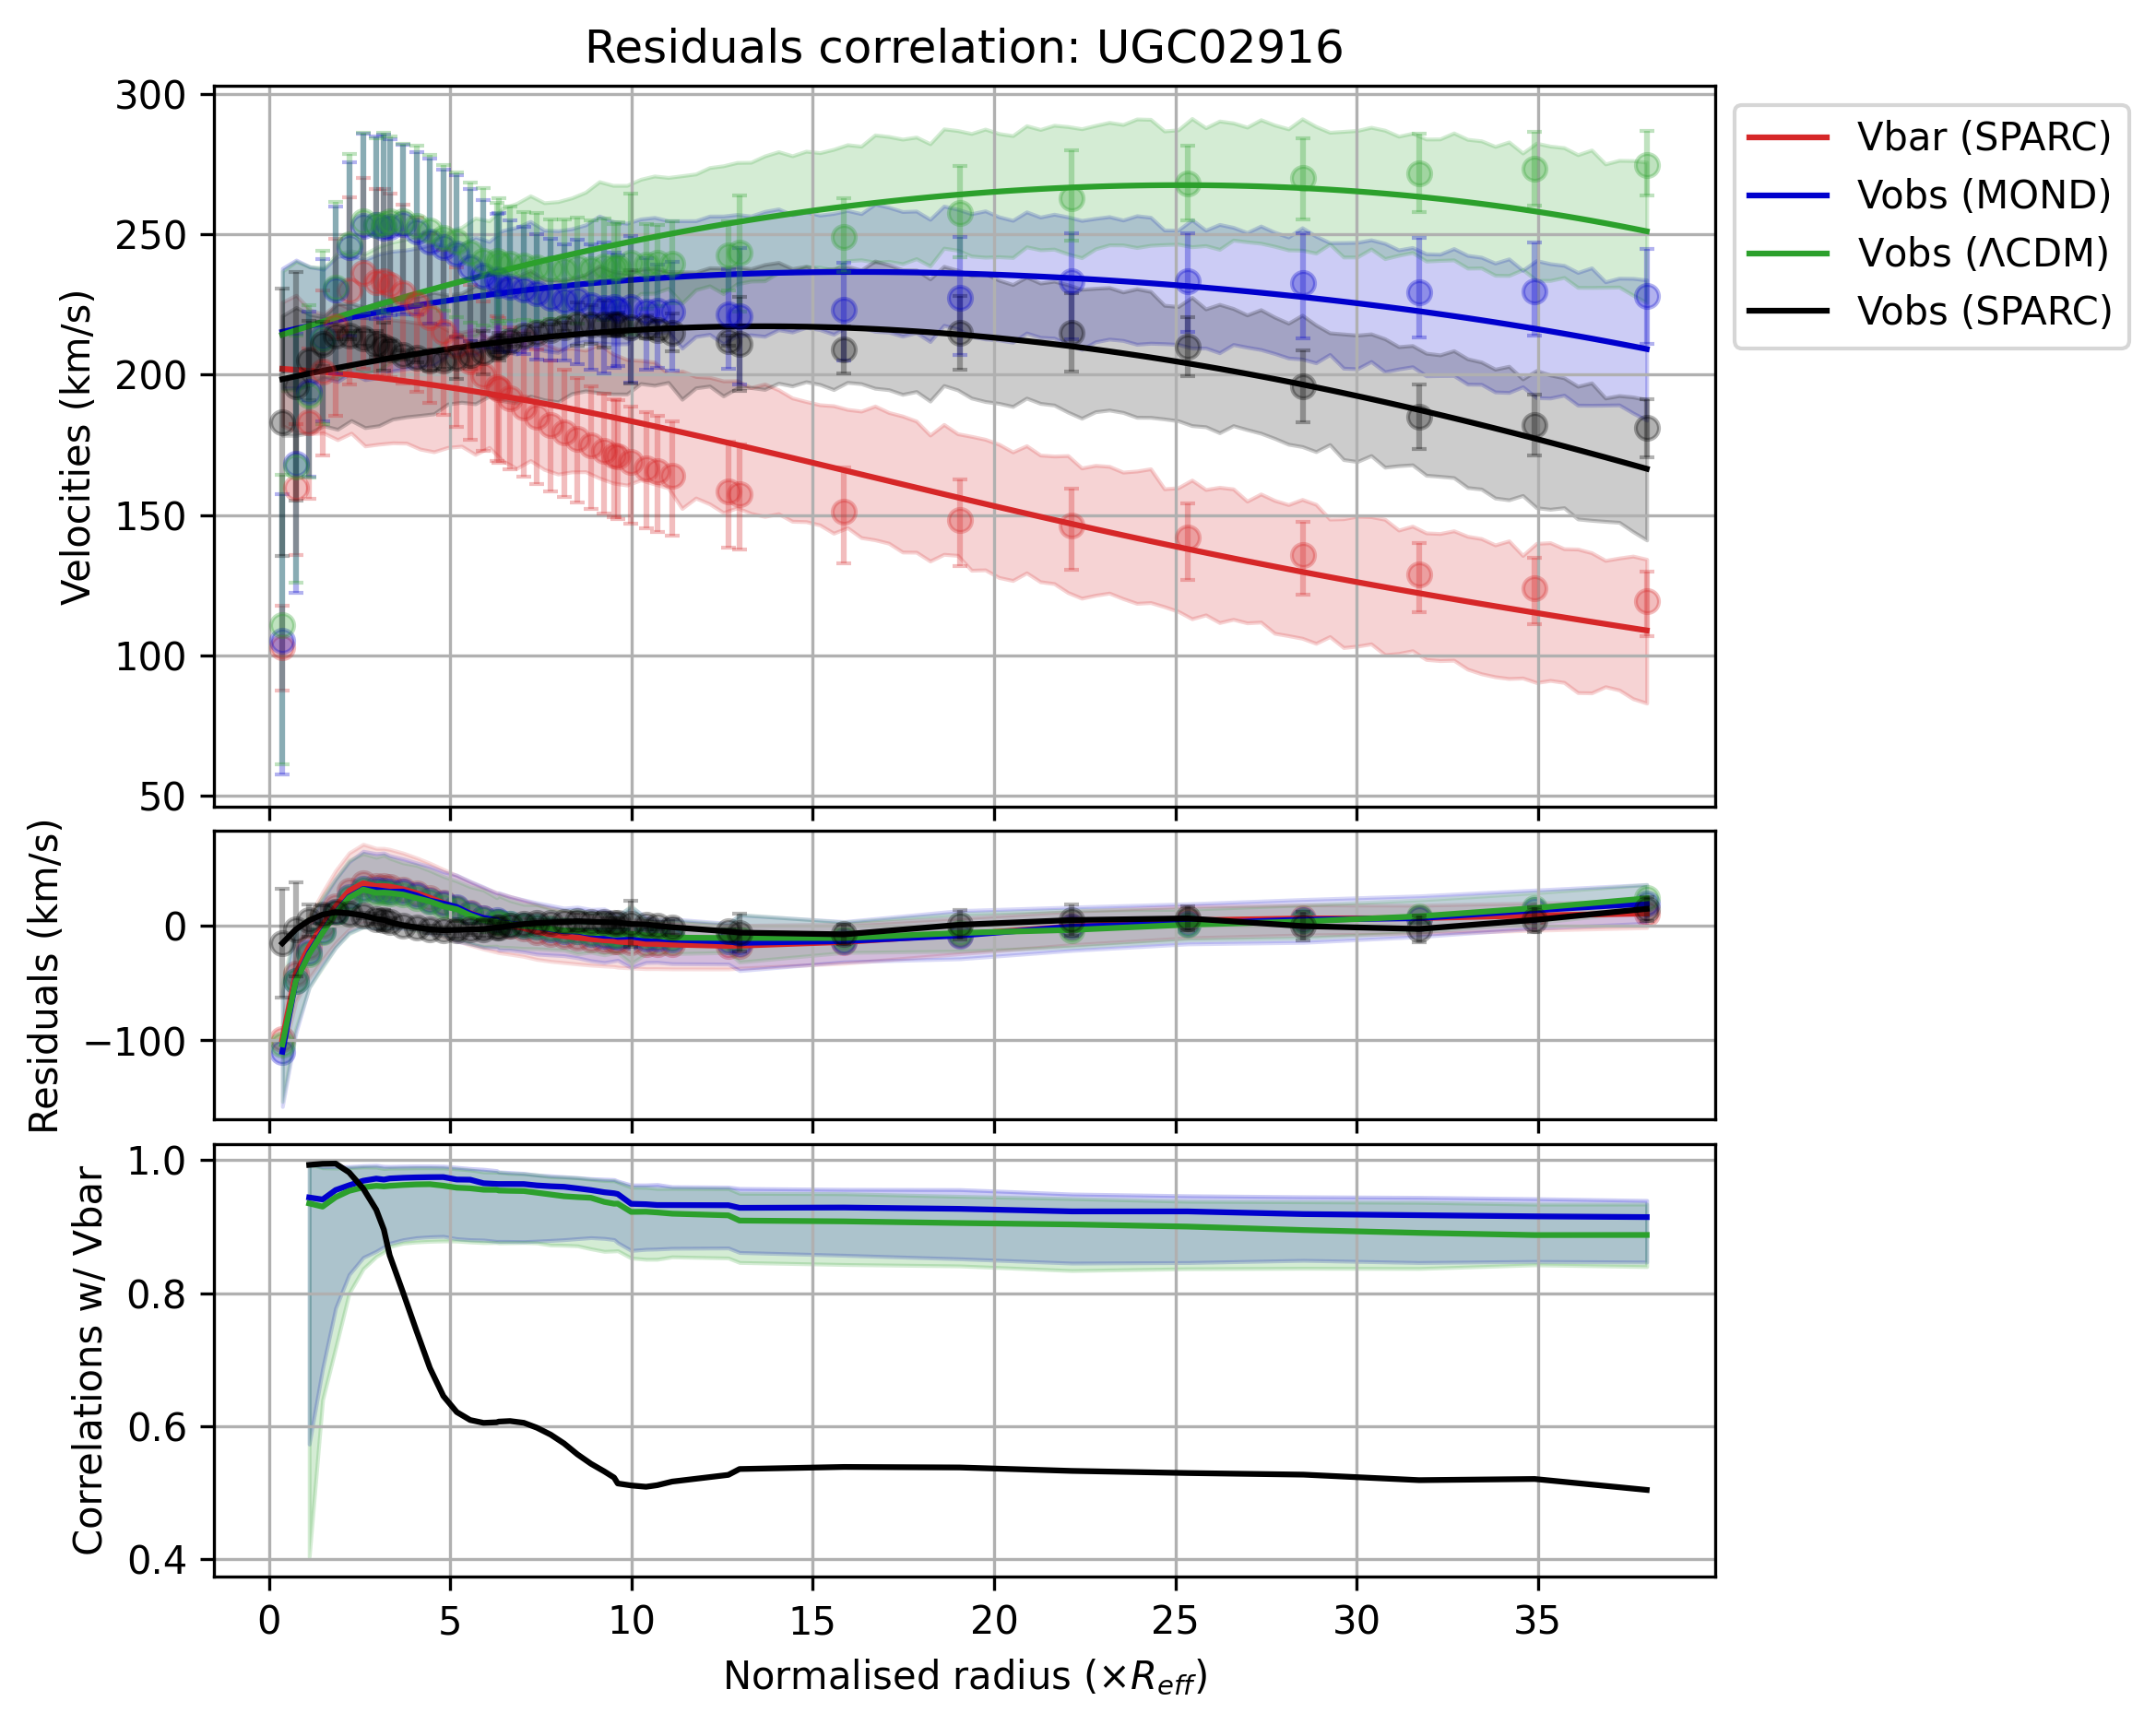 Residuals correlation: UGC02916
300
250
200
150
100
50
Velocities (km/s)
Vbar (SPARC)
Vobs (MOND)
Vobs (ΛCDM)
Vobs (SPARC)
0
−100
Residuals (km/s)
1.0
0.8
0.6
0.4
Correlations w/ Vbar
0 5 10 15 20 25 30 35
Normalised radius (×R_eff)